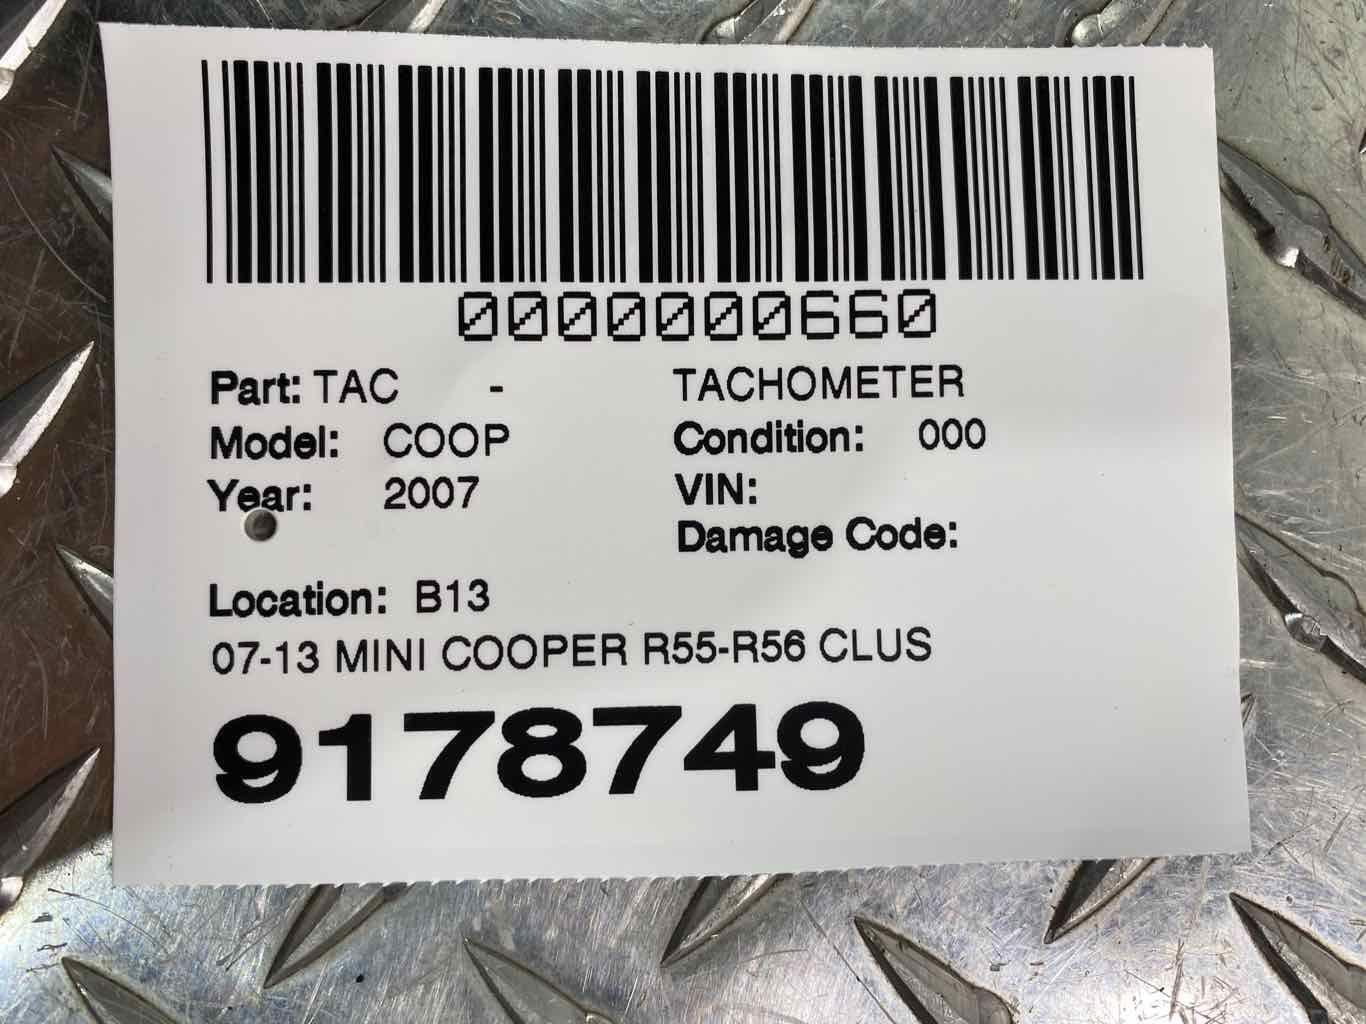 0000000660
Part: TAC - TACHOMETER
Model: COOP Condition: 000
Year: 2007 VIN:
Damage Code:
Location: B13
07-13 MINI COOPER R55-R56 CLUS
9178749